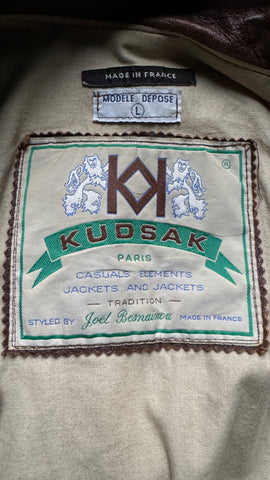 MADE IN FRANCE
MODELE DEPOSE
L
®
KUDSAK
PARIS
CASUALS ELEMENTS
JACKETS AND JACKETS
— TRADITION —
STYLED BY Joël Besnainou MADE IN FRANCE